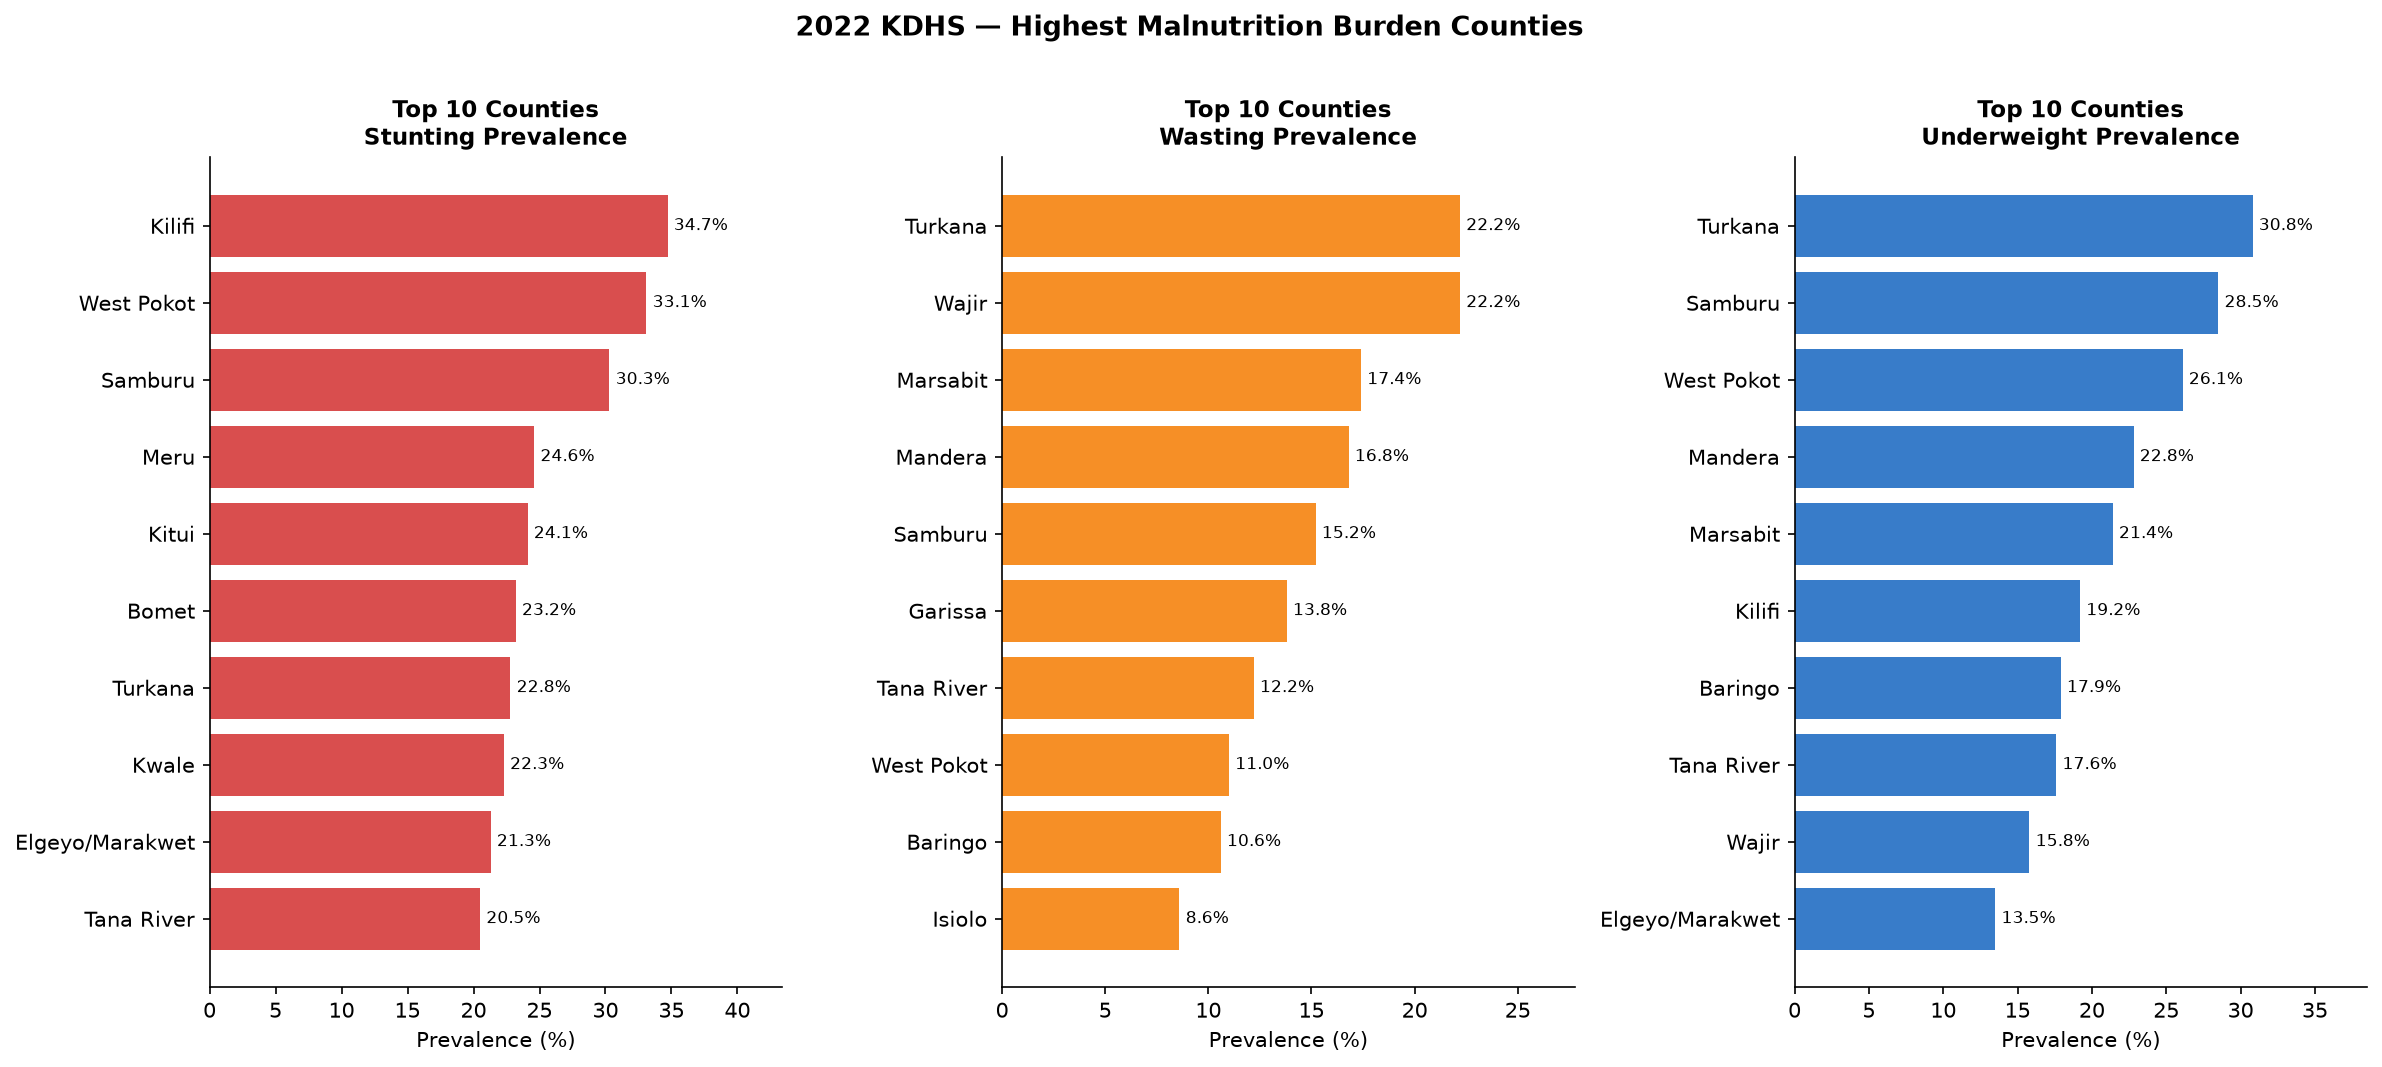 2022 KDHS — Highest Malnutrition Burden Counties
Top 10 Counties
Stunting Prevalence
Kilifi 34.7%
West Pokot 33.1%
Samburu 30.3%
Meru 24.6%
Kitui 24.1%
Bomet 23.2%
Turkana 22.8%
Kwale 22.3%
Elgeyo/Marakwet 21.3%
Tana River 20.5%
0 5 10 15 20 25 30 35 40
Prevalence (%)
Top 10 Counties
Wasting Prevalence
Turkana 22.2%
Wajir 22.2%
Marsabit 17.4%
Mandera 16.8%
Samburu 15.2%
Garissa 13.8%
Tana River 12.2%
West Pokot 11.0%
Baringo 10.6%
Isiolo 8.6%
0 5 10 15 20 25
Prevalence (%)
Top 10 Counties
Underweight Prevalence
Turkana 30.8%
Samburu 28.5%
West Pokot 26.1%
Mandera 22.8%
Marsabit 21.4%
Kilifi 19.2%
Baringo 17.9%
Tana River 17.6%
Wajir 15.8%
Elgeyo/Marakwet 13.5%
0 5 10 15 20 25 30 35
Prevalence (%)